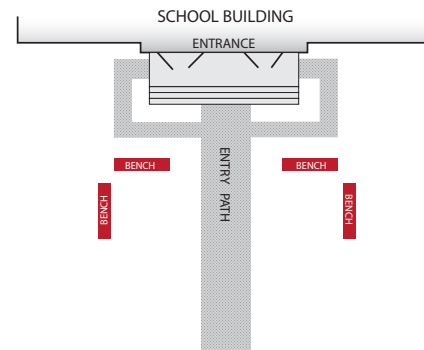 SCHOOL BUILDING
ENTRANCE
ENTRY PATH
BENCH
BENCH
BENCH
BENCH